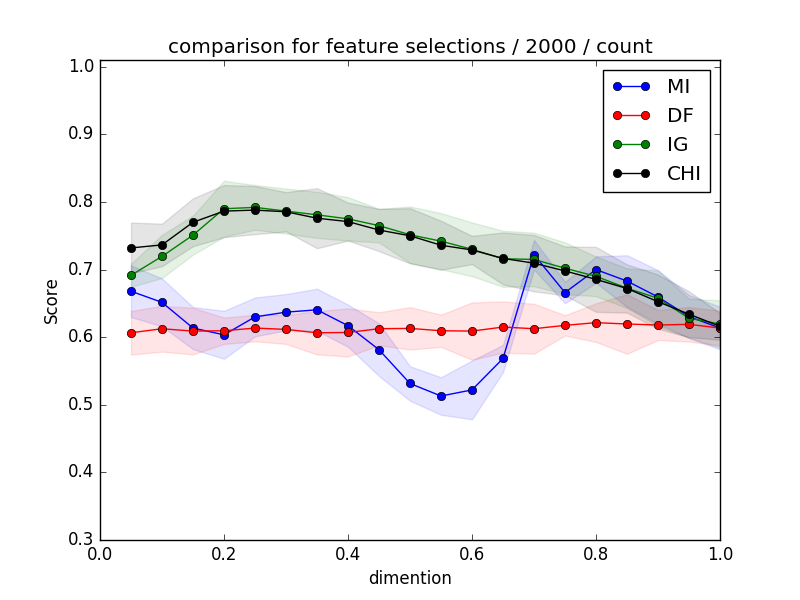 comparison for feature selections / 2000 / count
1.0
0.9
0.8
0.7
0.6
0.5
0.4
0.3
Score
MI
DF
IG
CHI
0.0 0.2 0.4 0.6 0.8 1.0
dimention